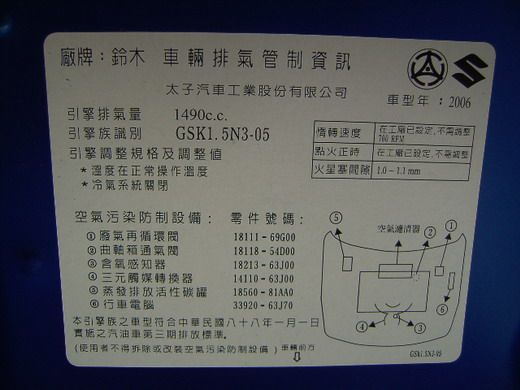 廠牌：鈴木 車輛排氣管制資訊
太子汽車工業股份有限公司
車型年：2006
引擎排氣量 1490c.c.
引擎族識別 GSK1.5N3-05
引擎調整規格及調整值
*溫度在正常操作溫度
*冷氣系統關閉
惰轉速度 在工廠已設定,不需調整
700 RPM
點火正時 在工廠已設定,不需調整
火星塞間隙 1.0-1.1mm
空氣污染防制設備： 零件號碼：
①廢氣再循環閥 18111-69G00
②曲軸箱通氣閥 18118-54D00
③含氧感知器 18213-63J00
④三元觸媒轉換器 14110-63J00
⑤蒸發排放活性碳罐 18560-81AA0
⑥行車電腦 33920-63J70
⑤ 空氣濾清器 ② ①
④ ③ ⑥
本引擎族之車型符合中華民國八十八年一月一日
實施之汽油車第三期排放標準。
(使用者不得拆除或改裝空氣污染防制設備) 車輛前方
GSK1.5N3-05